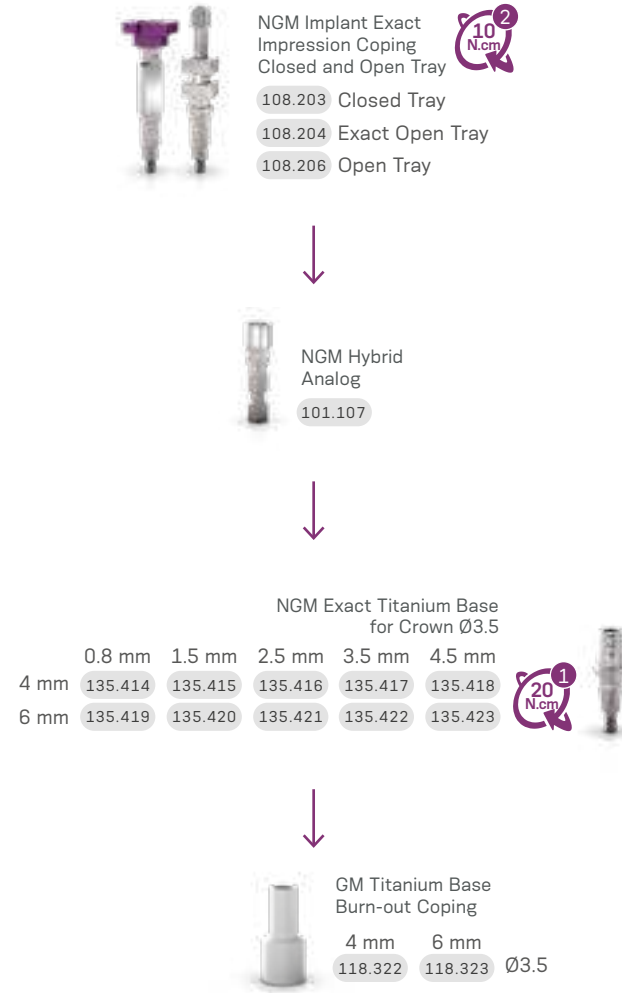 NGM Implant Exact
Impression Coping
Closed and Open Tray
10 N.cm 2
108.203 Closed Tray
108.204 Exact Open Tray
108.206 Open Tray
NGM Hybrid
Analog
101.107
NGM Exact Titanium Base
for Crown Ø3.5
0.8 mm 1.5 mm 2.5 mm 3.5 mm 4.5 mm
4 mm 135.414 135.415 135.416 135.417 135.418
6 mm 135.419 135.420 135.421 135.422 135.423
20 N.cm 1
GM Titanium Base
Burn-out Coping
4 mm 6 mm
118.322 118.323 Ø3.5